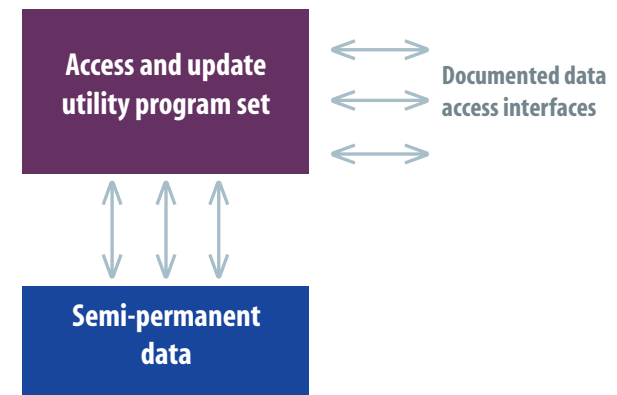 Access and update
utility program set
Documented data
access interfaces
Semi-permanent
data